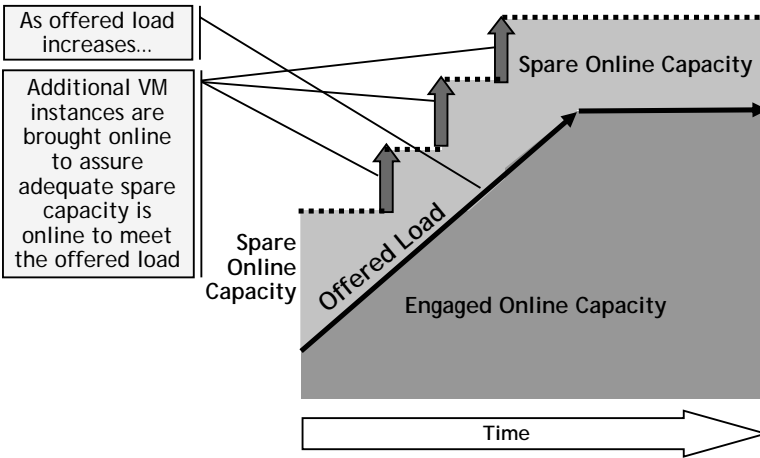 As offered load
increases...
Additional VM
instances are
brought online
to assure
adequate spare
capacity is
online to meet
the offered load
Spare Online Capacity
Spare
Online
Capacity
Offered Load
Engaged Online Capacity
Time